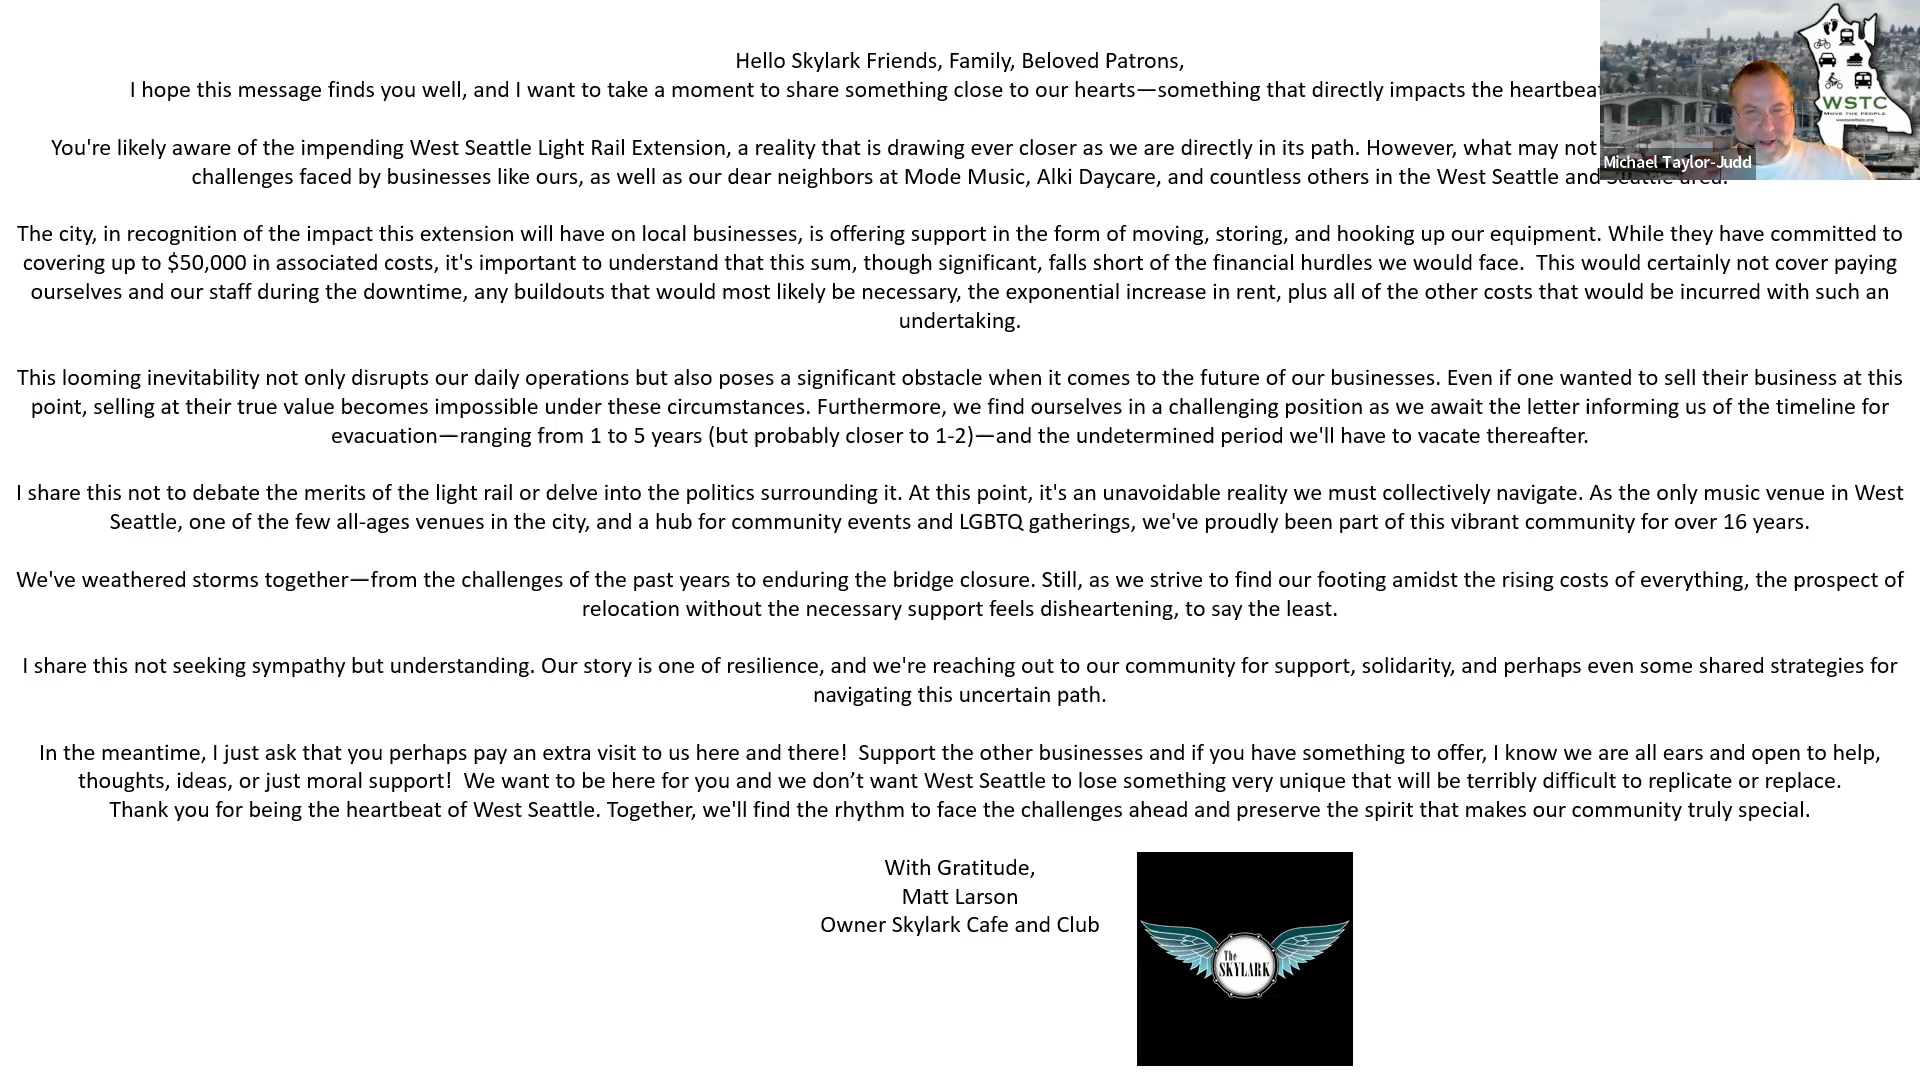 Hello Skylark Friends, Family, Beloved Patrons,
I hope this message finds you well, and I want to take a moment to share something close to our hearts—something that directly impacts the heartbeat
You're likely aware of the impending West Seattle Light Rail Extension, a reality that is drawing ever closer as we are directly in its path. However, what may not
challenges faced by businesses like ours, as well as our dear neighbors at Mode Music, Alki Daycare, and countless others in the West Seattle and Seattle area.
The city, in recognition of the impact this extension will have on local businesses, is offering support in the form of moving, storing, and hooking up our equipment. While they have committed to
covering up to $50,000 in associated costs, it's important to understand that this sum, though significant, falls short of the financial hurdles we would face.  This would certainly not cover paying
ourselves and our staff during the downtime, any buildouts that would most likely be necessary, the exponential increase in rent, plus all of the other costs that would be incurred with such an
undertaking.
This looming inevitability not only disrupts our daily operations but also poses a significant obstacle when it comes to the future of our businesses. Even if one wanted to sell their business at this
point, selling at their true value becomes impossible under these circumstances. Furthermore, we find ourselves in a challenging position as we await the letter informing us of the timeline for
evacuation—ranging from 1 to 5 years (but probably closer to 1-2)—and the undetermined period we'll have to vacate thereafter.
I share this not to debate the merits of the light rail or delve into the politics surrounding it. At this point, it's an unavoidable reality we must collectively navigate. As the only music venue in West
Seattle, one of the few all-ages venues in the city, and a hub for community events and LGBTQ gatherings, we've proudly been part of this vibrant community for over 16 years.
We've weathered storms together—from the challenges of the past years to enduring the bridge closure. Still, as we strive to find our footing amidst the rising costs of everything, the prospect of
relocation without the necessary support feels disheartening, to say the least.
I share this not seeking sympathy but understanding. Our story is one of resilience, and we're reaching out to our community for support, solidarity, and perhaps even some shared strategies for
navigating this uncertain path.
In the meantime, I just ask that you perhaps pay an extra visit to us here and there!  Support the other businesses and if you have something to offer, I know we are all ears and open to help,
thoughts, ideas, or just moral support!  We want to be here for you and we don’t want West Seattle to lose something very unique that will be terribly difficult to replicate or replace.
Thank you for being the heartbeat of West Seattle. Together, we'll find the rhythm to face the challenges ahead and preserve the spirit that makes our community truly special.
With Gratitude,
Matt Larson
Owner Skylark Cafe and Club
The
SKYLARK
WSTC
MOVE THE PEOPLE
Michael Taylor-Judd